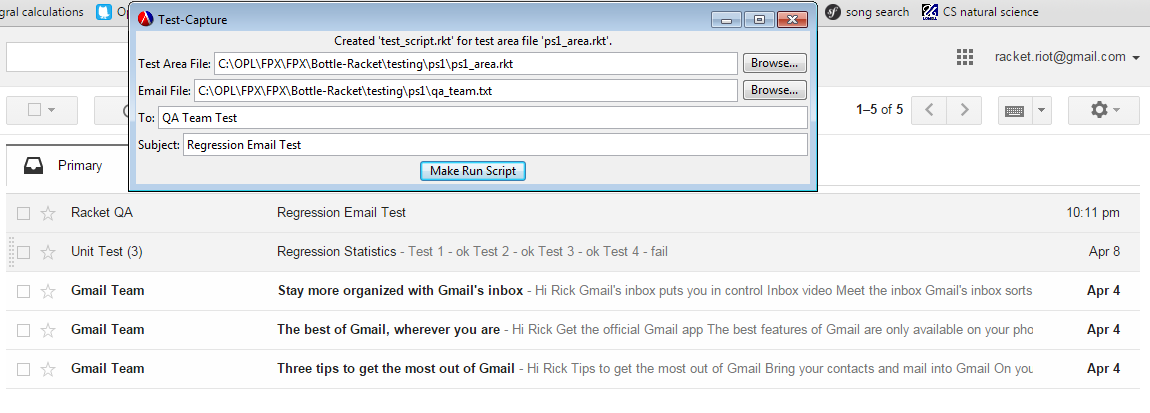 gral calculations
Test-Capture
song search
CS natural science
Created 'test_script.rkt' for test area file 'ps1_area.rkt'.
Test Area File: C:\OPL\FPX\FPX\Bottle-Racket\testing\ps1\ps1_area.rkt Browse...
racket.riot@gmail.com
Email File: C:\OPL\FPX\FPX\Bottle-Racket\testing\ps1\qa_team.txt Browse...
To: QA Team Test
1–5 of 5
Subject: Regression Email Test
Primary
Make Run Script
Racket QA Regression Email Test 10:11 pm
Unit Test (3) Regression Statistics - Test 1 - ok Test 2 - ok Test 3 - ok Test 4 - fail Apr 8
Gmail Team Stay more organized with Gmail's inbox - Hi Rick Gmail's inbox puts you in control Inbox video Meet the inbox Gmail's inbox sorts Apr 4
Gmail Team The best of Gmail, wherever you are - Hi Rick Get the official Gmail app The best features of Gmail are only available on your pho Apr 4
Gmail Team Three tips to get the most out of Gmail - Hi Rick Tips to get the most out of Gmail Bring your contacts and mail into Gmail On you Apr 4